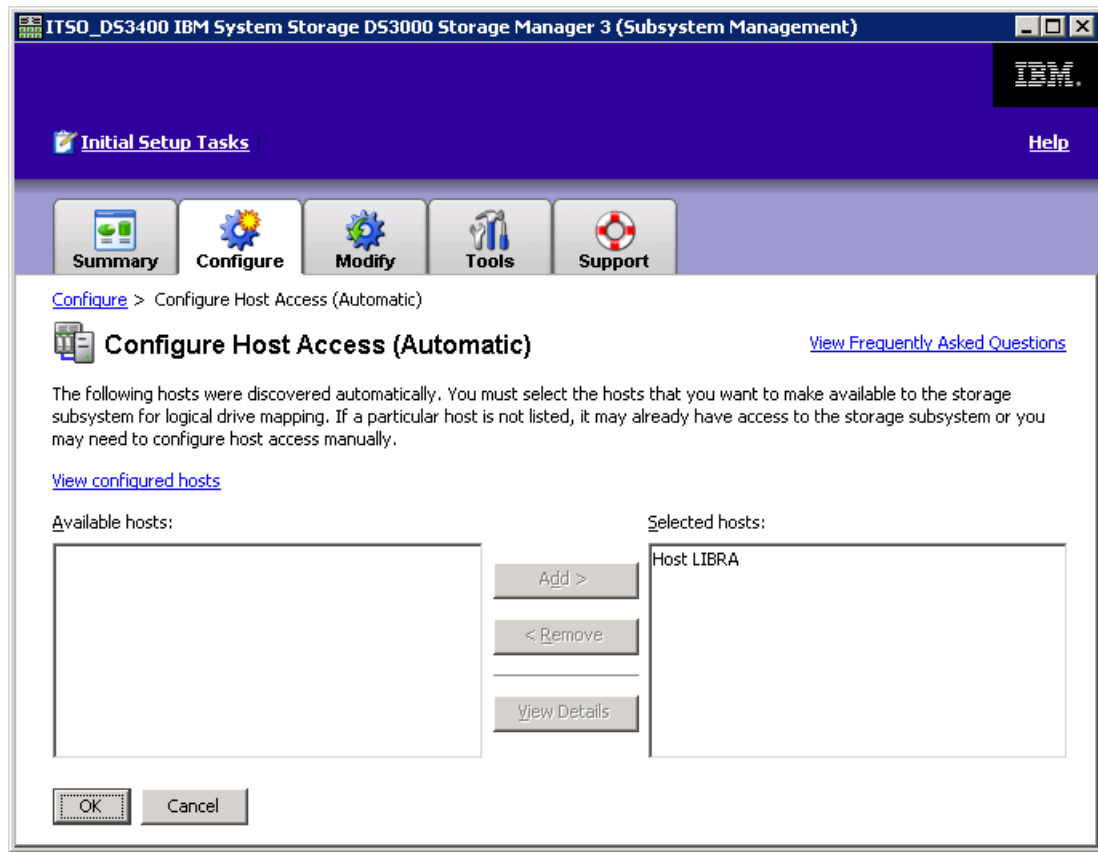 ITSO_DS3400 IBM System Storage DS3000 Storage Manager 3 (Subsystem Management)
IBM.
Initial Setup Tasks
Help
Summary
Configure
Modify
Tools
Support
Configure > Configure Host Access (Automatic)
Configure Host Access (Automatic)
View Frequently Asked Questions
The following hosts were discovered automatically. You must select the hosts that you want to make available to the storage
subsystem for logical drive mapping. If a particular host is not listed, it may already have access to the storage subsystem or you
may need to configure host access manually.
View configured hosts
Available hosts:
Selected hosts:
Host LIBRA
Add >
< Remove
View Details
OK
Cancel